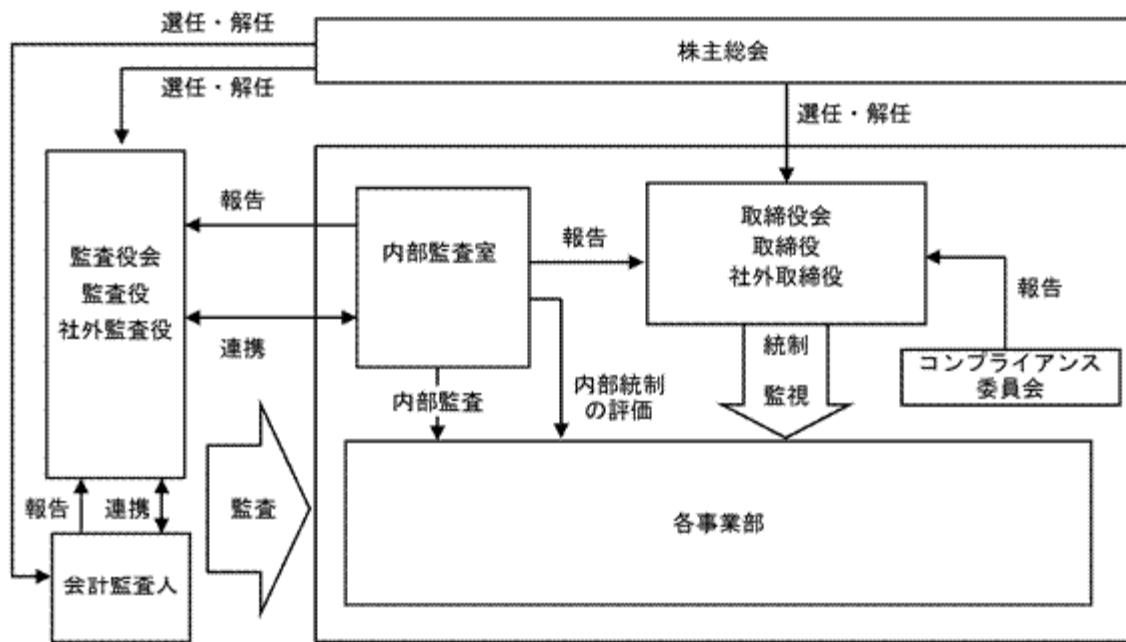 選任・解任
株主総会
選任・解任
選任・解任
報告
内部監査室
報告
取締役会
取締役
社外取締役
監査役会
監査役
社外監査役
連携
報告
統制
監視
コンプライアンス
委員会
内部監査
内部統制
の評価
報告
連携
監査
各事業部
会計監査人